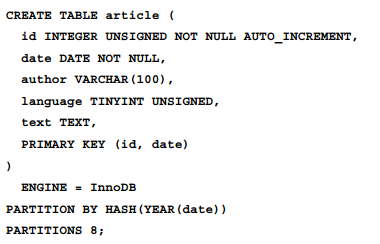 CREATE TABLE article (
id INTEGER UNSIGNED NOT NULL AUTO_INCREMENT,
date DATE NOT NULL,
author VARCHAR(100),
language TINYINT UNSIGNED,
text TEXT,
PRIMARY KEY (id, date)
)
ENGINE = InnoDB
PARTITION BY HASH(YEAR(date))
PARTITIONS 8;